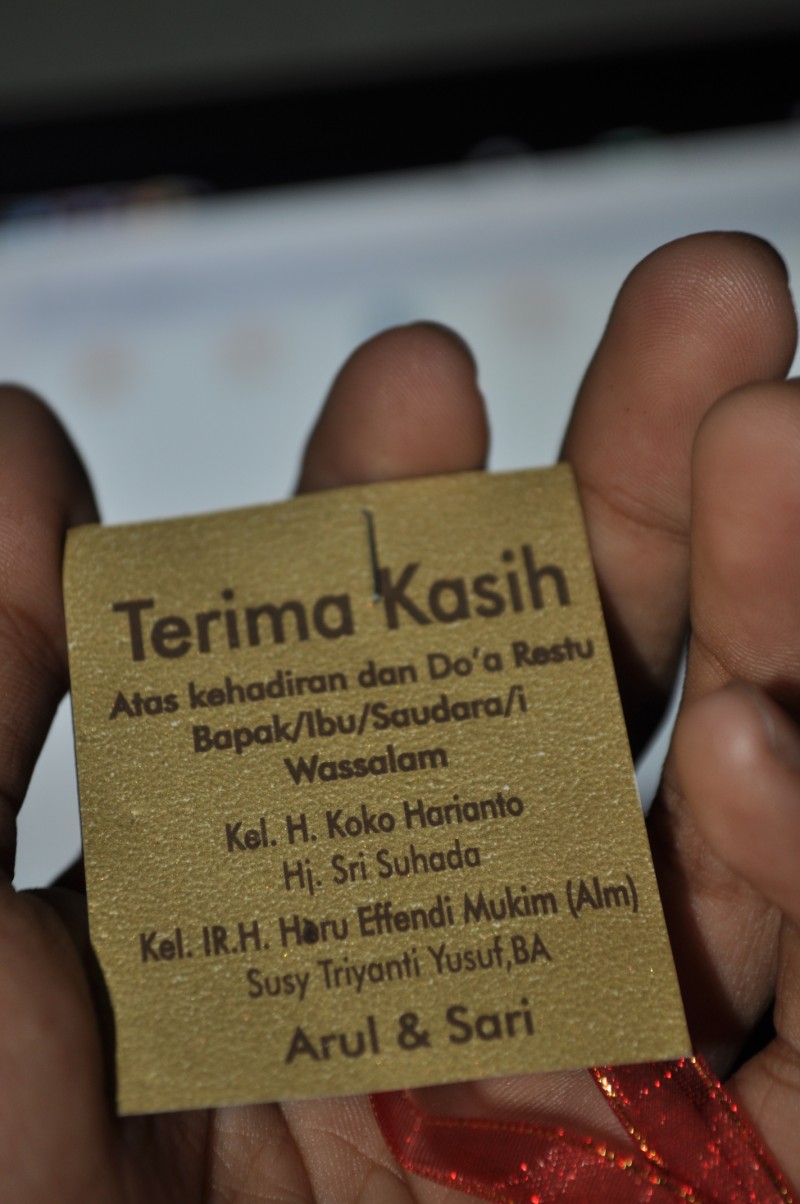 Terima Kasih
Atas kehadiran dan Do'a Restu
Bapak/Ibu/Saudara/i
Wassalam
Kel. H. Koko Harianto
Hj. Sri Suhada
Kel. IR.H. Heru Effendi Mukim (Alm)
Susy Triyanti Yusuf,BA
Arul & Sari